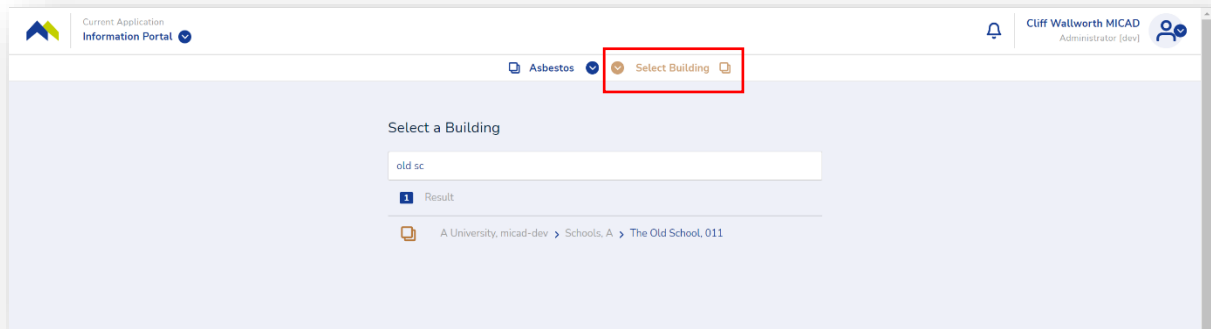 Current Application
Information Portal
Cliff Wallworth MICAD
Administrator [dev]
Asbestos
Select Building
Select a Building
old sc
1 Result
A University, micad-dev > Schools, A > The Old School, 011